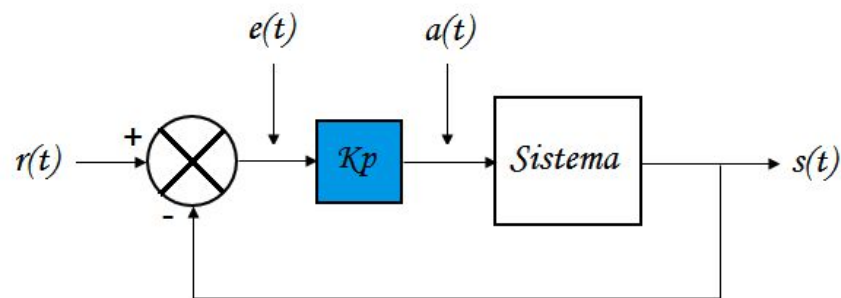 e(t)
a(t)
+
r(t)
Kp
Sistema
s(t)
-